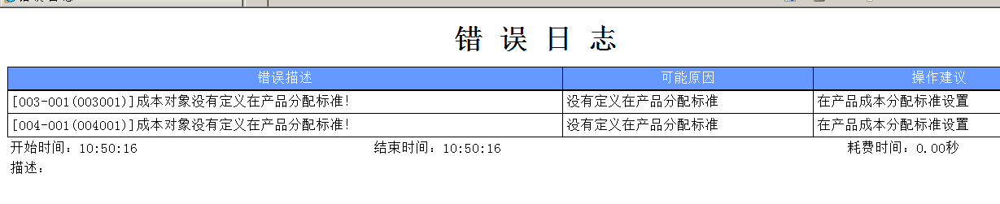 错 误 日 志
错误描述 可能原因 操作建议
[003-001(003001)]成本对象没有定义在产品分配标准! 没有定义在产品分配标准 在产品成本分配标准设置
[004-001(004001)]成本对象没有定义在产品分配标准! 没有定义在产品分配标准 在产品成本分配标准设置
开始时间: 10:50:16 结束时间: 10:50:16 耗费时间: 0.00秒
描述: